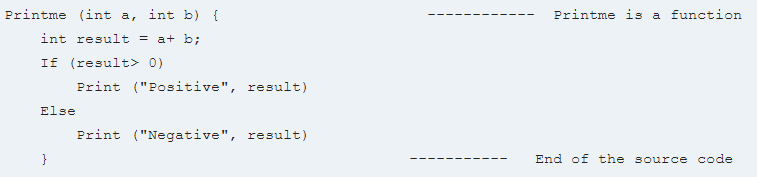 Printme (int a, int b) { ------------ Printme is a function
int result = a+ b;
If (result> 0)
Print ("Positive", result)
Else
Print ("Negative", result)
} ----------- End of the source code